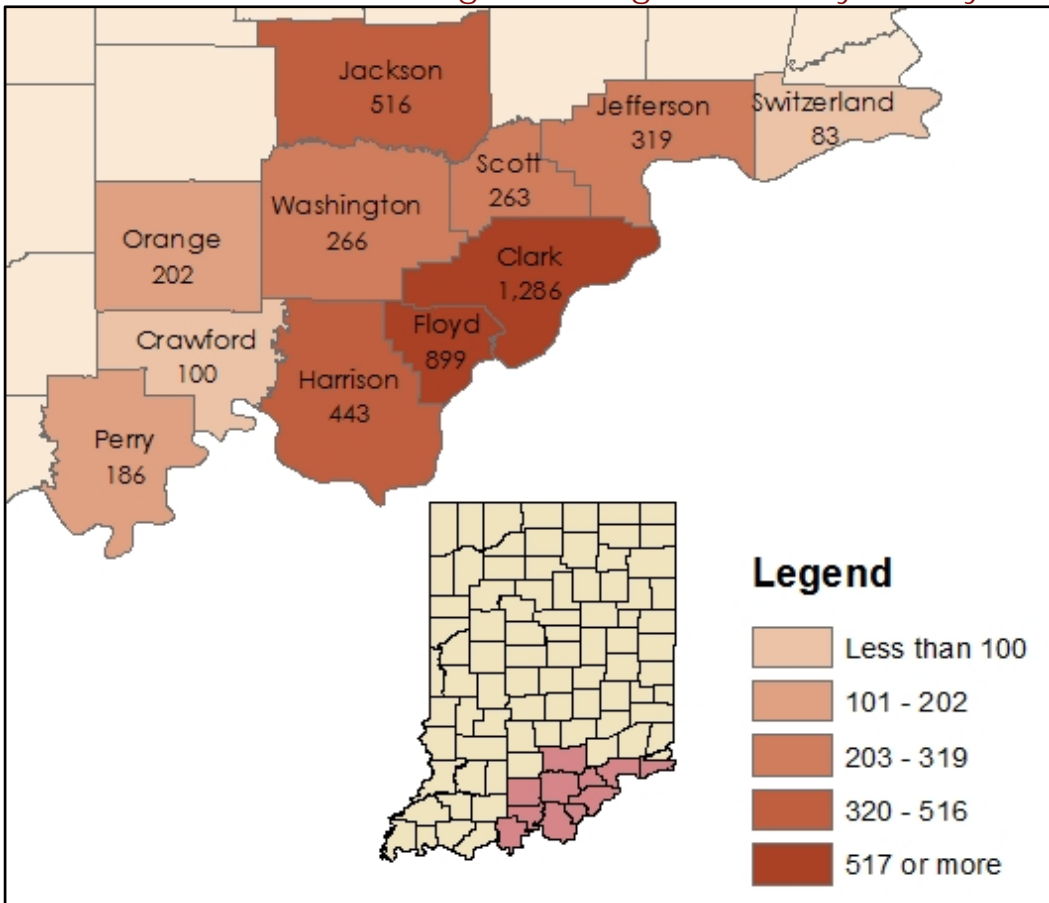 Jackson
516
Jefferson
319
Switzerland
83
Scott
263
Washington
266
Orange
202
Clark
1,286
Floyd
899
Crawford
100
Harrison
443
Perry
186
Legend
Less than 100
101 - 202
203 - 319
320 - 516
517 or more